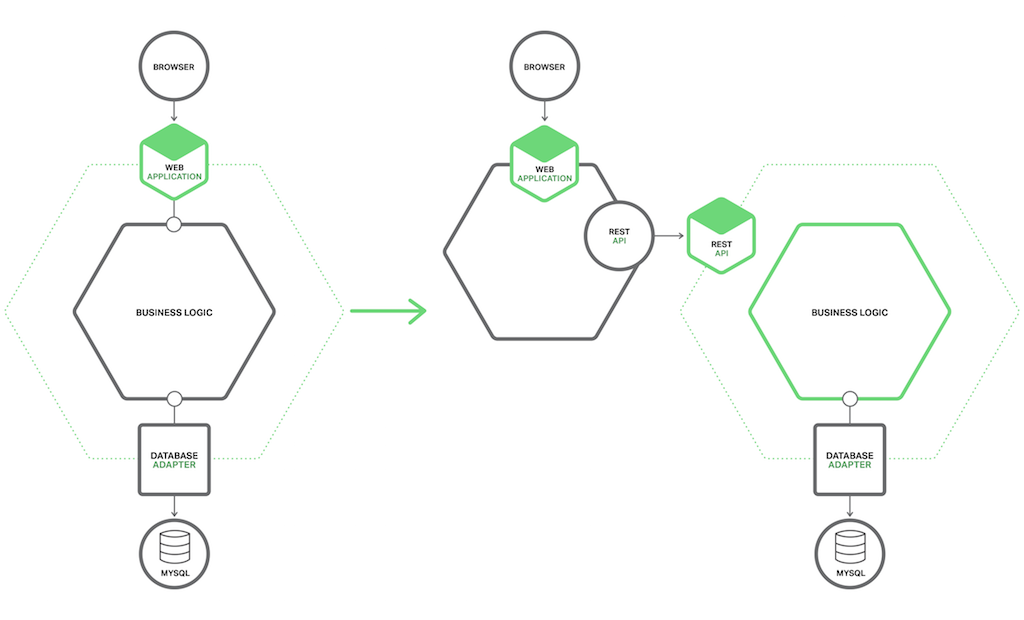 BROWSER
WEB
APPLICATION
BUSINESS LOGIC
DATABASE
ADAPTER
MYSQL
BROWSER
WEB
APPLICATION
REST
API
REST
API
BUSINESS LOGIC
DATABASE
ADAPTER
MYSQL